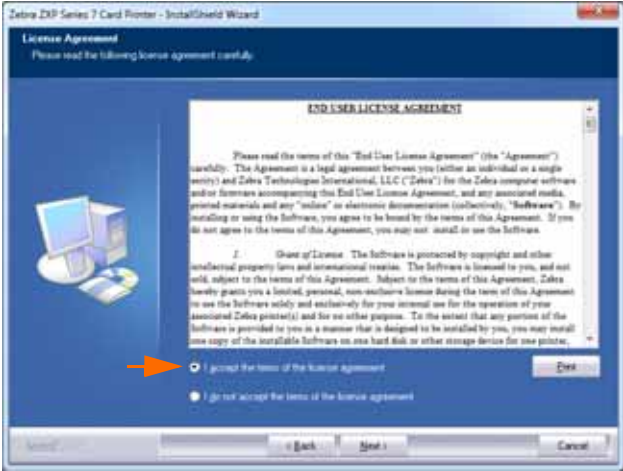 Zebra ZXP Series 7 Card Printer - InstallShield Wizard
License Agreement
Please read the following license agreement carefully.
END USER LICENSE AGREEMENT
Please read the terms of this "End User License Agreement" (the "Agreement")
carefully. The Agreement is a legal agreement between you (either an individual or a single
entity) and Zebra Technologies International, LLC ("Zebra") for the Zebra computer software
and/or firmware accompanying this End User License Agreement, and any associated media,
printed materials and any "online" or electronic documentation (collectively, "Software"). By
installing or using the Software, you agree to be bound by the terms of this Agreement. If you
do not agree to the terms of this Agreement, you may not install or use the Software.
1. Grant of License. The Software is protected by copyright and other
intellectual property laws and international treaties. The Software is licensed to you, and not
sold, subject to the terms of this Agreement. Subject to the terms of this Agreement, Zebra
hereby grants you a limited, personal, non-exclusive license during the term of this Agreement
to use the Software solely and exclusively for your internal use for the operation of your
associated Zebra printer(s) and for no other purpose. To the extent that any portion of the
Software is provided to you in a manner that is designed to be installed by you, you may install
one copy of the installable Software on one hard disk or other storage device for one printer,
I accept the terms of the license agreement
Print
I do not accept the terms of the license agreement
< Back
Next >
Cancel